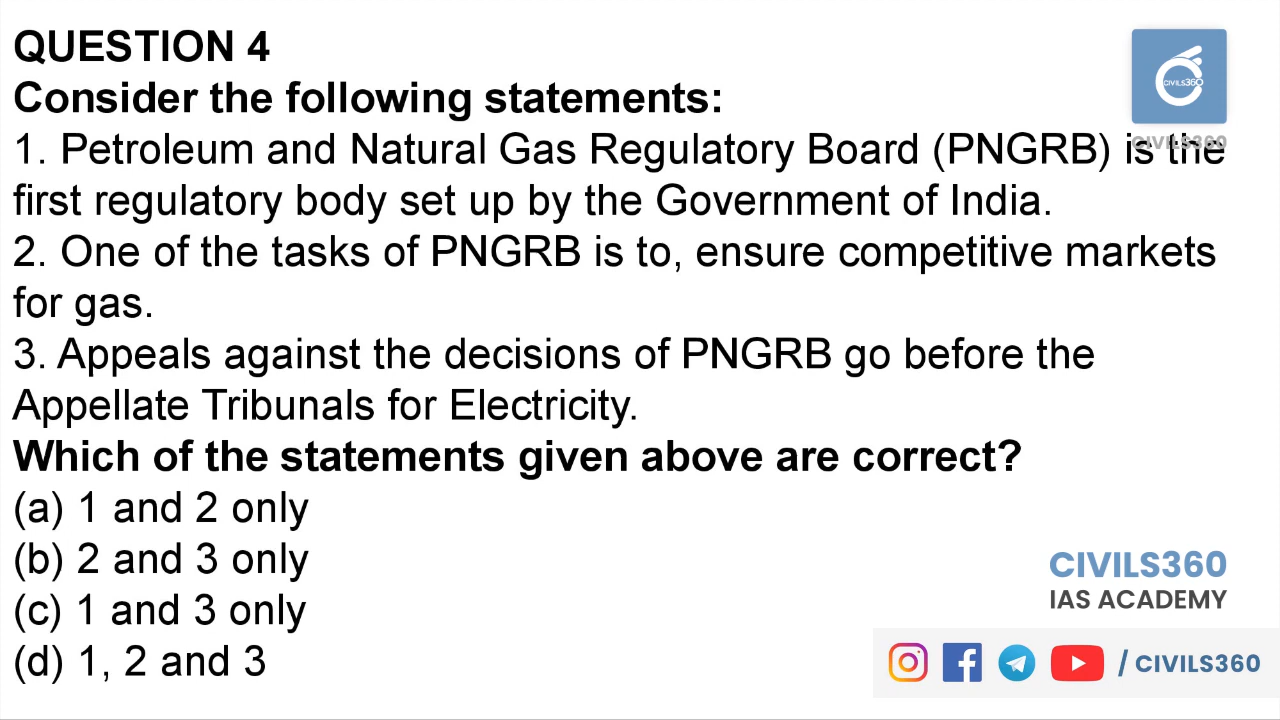 QUESTION 4
Consider the following statements:
1. Petroleum and Natural Gas Regulatory Board (PNGRB) is the
first regulatory body set up by the Government of India.
2. One of the tasks of PNGRB is to, ensure competitive markets
for gas.
3. Appeals against the decisions of PNGRB go before the
Appellate Tribunals for Electricity.
Which of the statements given above are correct?
(a) 1 and 2 only
(b) 2 and 3 only
(c) 1 and 3 only
(d) 1, 2 and 3
CIVILS360
CIVILS360
CIVILS360
IAS ACADEMY
/ CIVILS360